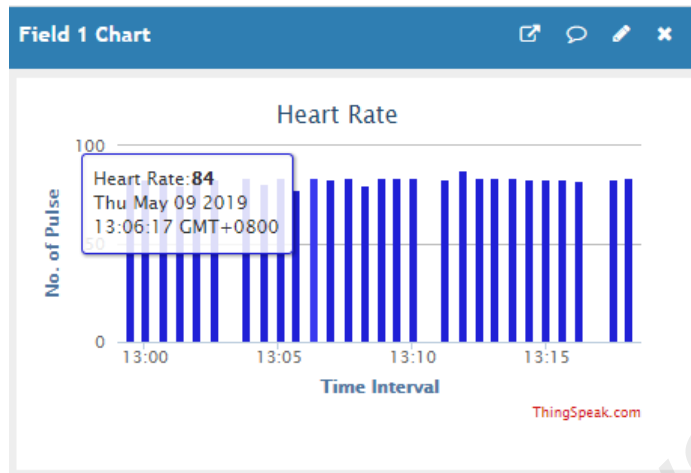 Field 1 Chart
Heart Rate
100
Heart Rate:84
Thu May 09 2019
13:06:17 GMT+0800
50
No. of Pulse
0
13:00 13:05 13:10 13:15
Time Interval
ThingSpeak.com